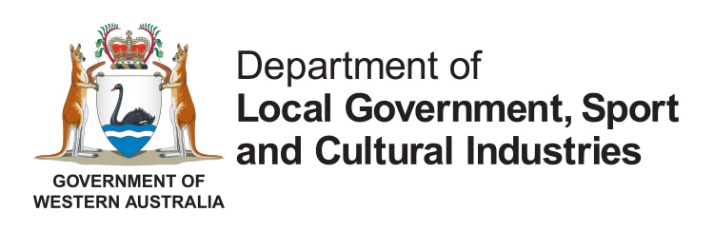 Department of
Local Government, Sport
and Cultural Industries
GOVERNMENT OF
WESTERN AUSTRALIA